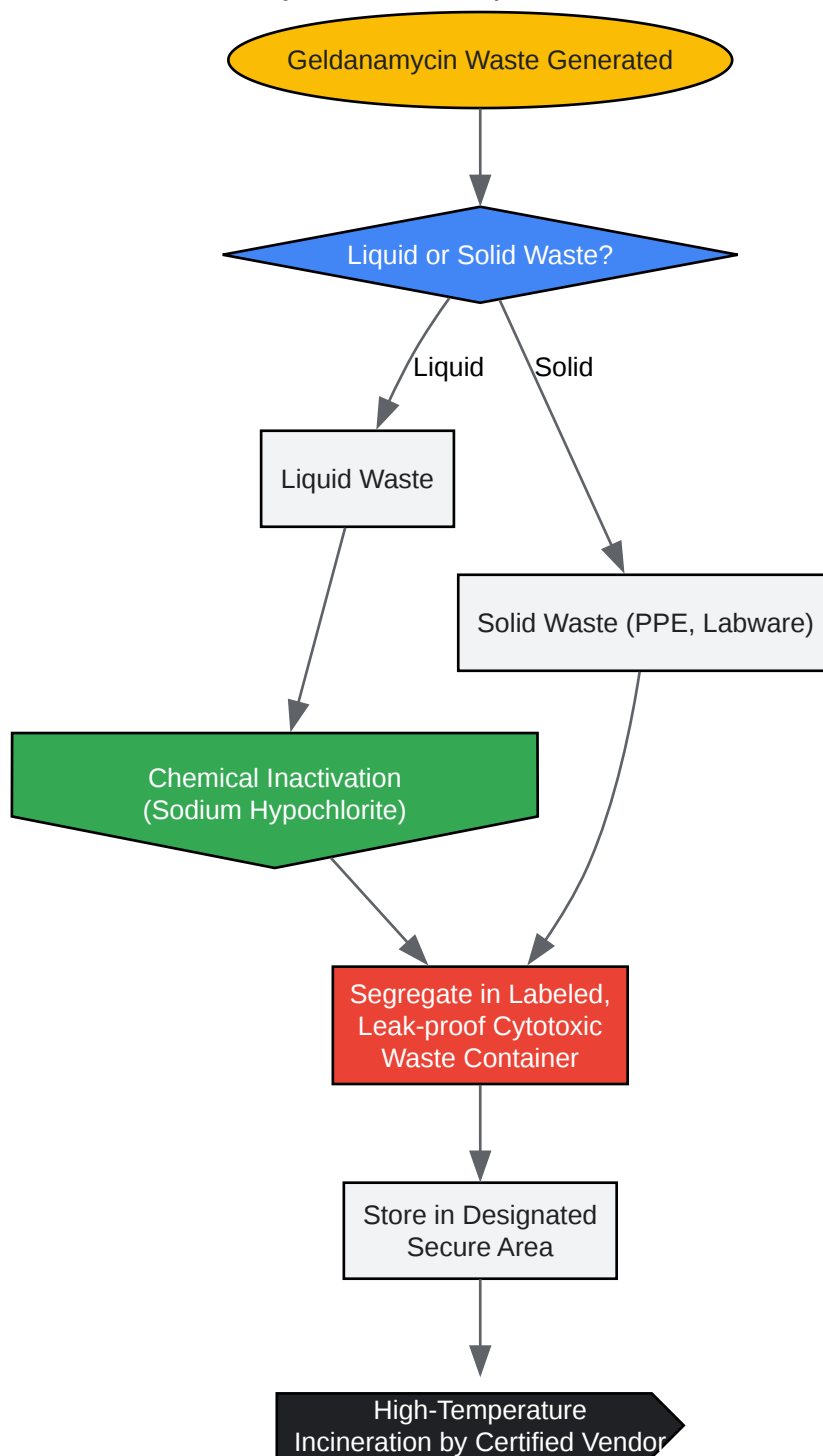 Geldanamycin Waste Generated
Liquid or Solid Waste?
Liquid
Solid
Liquid Waste
Solid Waste (PPE, Labware)
Chemical Inactivation
(Sodium Hypochlorite)
Segregate in Labeled,
Leak-proof Cytotoxic
Waste Container
Store in Designated
Secure Area
High-Temperature
Incineration by Certified Vendor